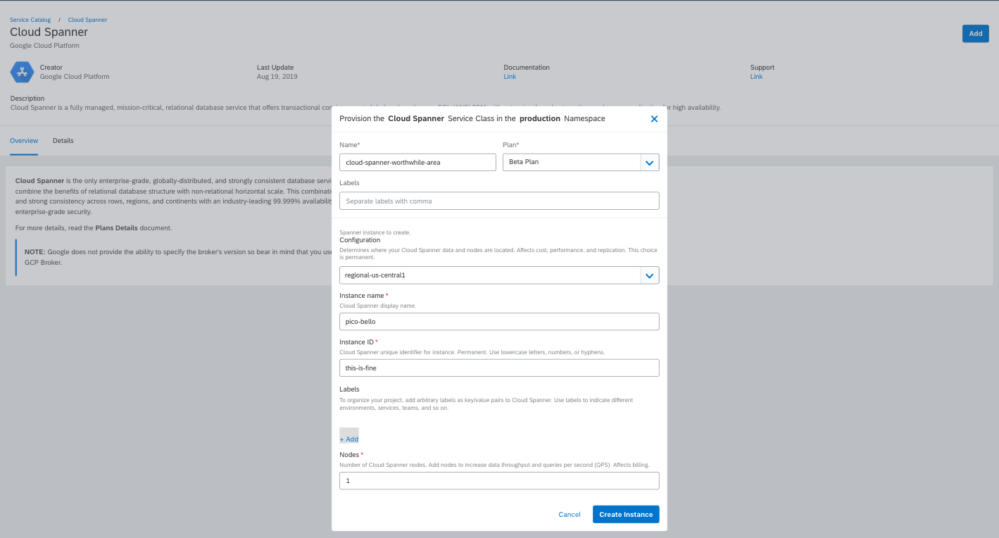 Service Catalog / Cloud Spanner
Cloud Spanner
Google Cloud Platform
Add
Creator
Google Cloud Platform
Last Update
Aug 19, 2019
Documentation
Link
Support
Link
Description
Cloud Spanner is a fully managed, mission-critical, relational database service that offers transactional for high availability.
Overview
Details
Cloud Spanner is the only enterprise-grade, globally-distributed, and strongly consistent database
combine the benefits of relational database structure with non-relational horizontal scale. This
and strong consistency across rows, regions, and continents with an industry-leading 99.999%
enterprise-grade security.
For more details, read the Plans Details document.
NOTE: Google does not provide the ability to specify the broker's version so bear in mind that you use
GCP Broker.
Provision the Cloud Spanner Service Class in the production Namespace
Name*
Plan*
cloud-spanner-worthwhile-area
Beta Plan
Labels
Separate labels with comma
Spanner instance to create.
Configuration
Determines where your Cloud Spanner data and nodes are located. Affects cost, performance, and replication. This choice
is permanent.
regional-us-central1
Instance name *
Cloud Spanner display name.
pico-bello
Instance ID *
Cloud Spanner unique identifier for instance. Permanent. Use lowercase letters, numbers, or hyphens.
this-is-fine
Labels
To organize your project, add arbitrary labels as key/value pairs to Cloud Spanner. Use labels to indicate different
environments, services, teams, and so on.
+ Add
Nodes *
Number of Cloud Spanner nodes. Add nodes to increase data throughput and queries per second (QPS). Affects billing.
1
Cancel
Create Instance